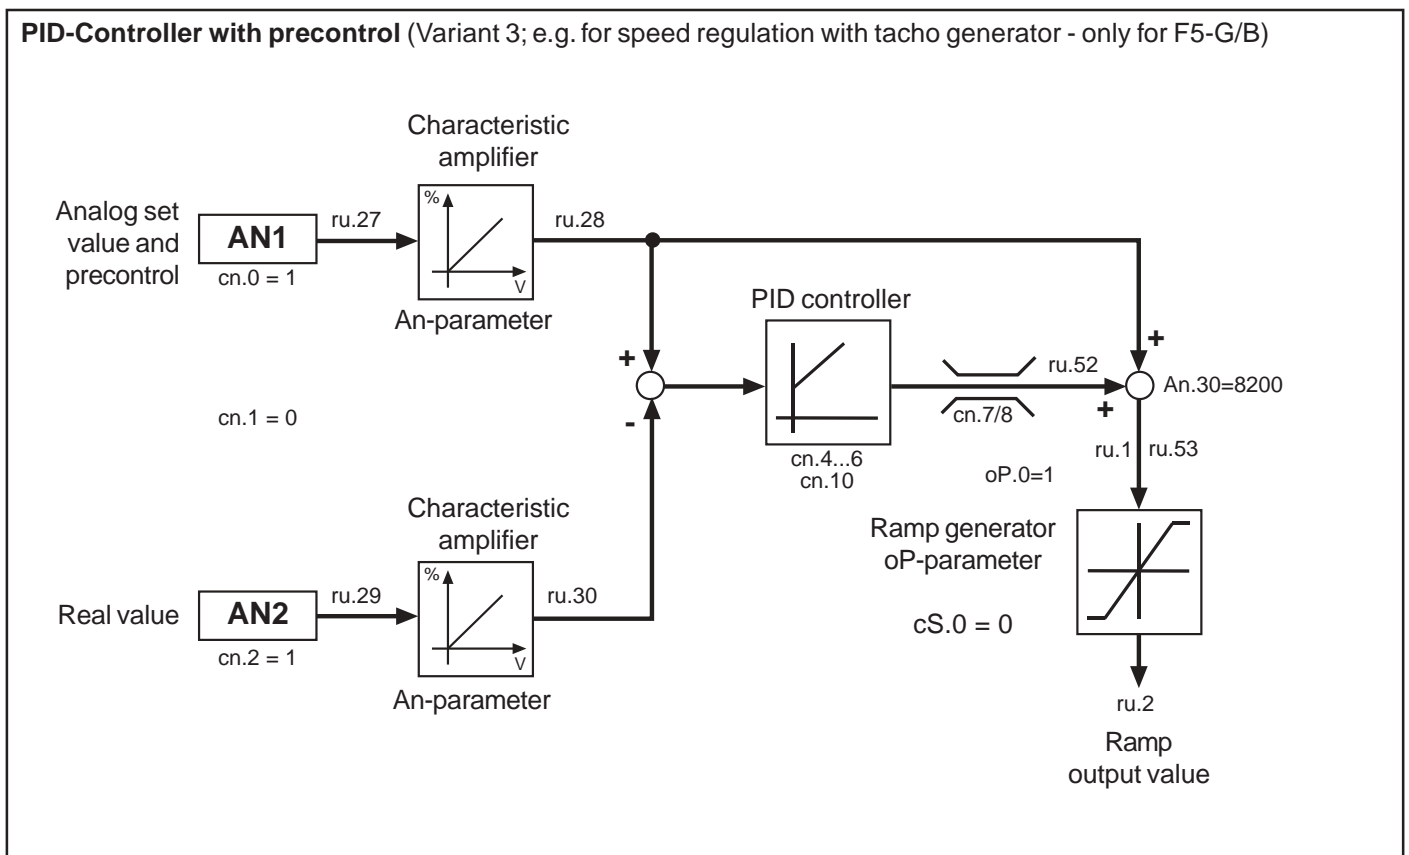 PID-Controller with precontrol (Variant 3; e.g. for speed regulation with tacho generator - only for F5-G/B)
Characteristic
amplifier
Analog set
value and
precontrol
AN1
cn.0 = 1
ru.27
%
V
An-parameter
ru.28
PID controller
+
-
cn.1 = 0
cn.4...6
cn.10
cn.7/8
ru.52
+
+
An.30=8200
ru.1
ru.53
oP.0=1
Characteristic
amplifier
Real value
AN2
cn.2 = 1
ru.29
%
V
An-parameter
ru.30
Ramp generator
oP-parameter
cS.0 = 0
ru.2
Ramp
output value